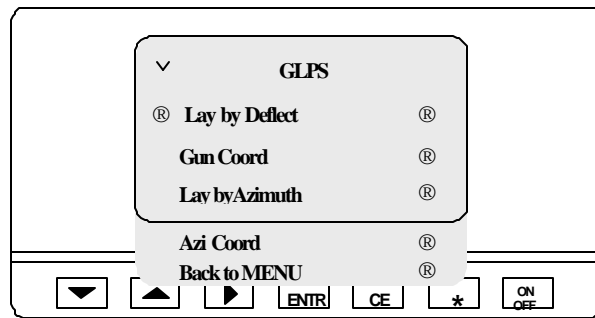 GLPS
® Lay by Deflect ®
Gun Coord ®
Lay byAzimuth ®
Azi Coord ®
Back to MENU ®
ENTR CE * ON OFF